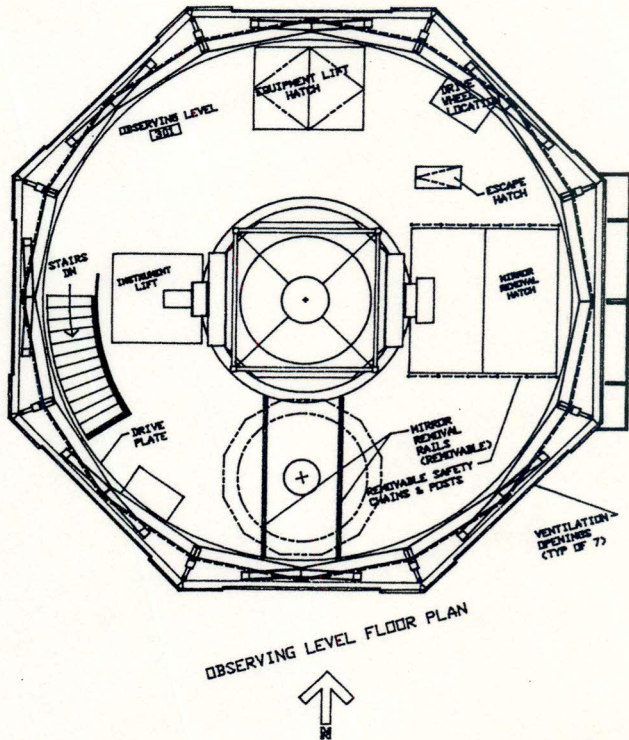 EQUIPMENT LIFT
HATCH
DRIVE
WHEEL
LOCATION
OBSERVING LEVEL
301
ESCAPE
HATCH
STAIRS
DN
INSTRUMENT
LIFT
MIRROR
REMOVAL
HATCH
DRIVE
PLATE
MIRROR
REMOVAL
RAILS
(REMOVABLE)
REMOVABLE SAFETY
CHAINS & POSTS
VENTILATION
OPENINGS
(TYP OF 7)
OBSERVING LEVEL FLOOR PLAN
N